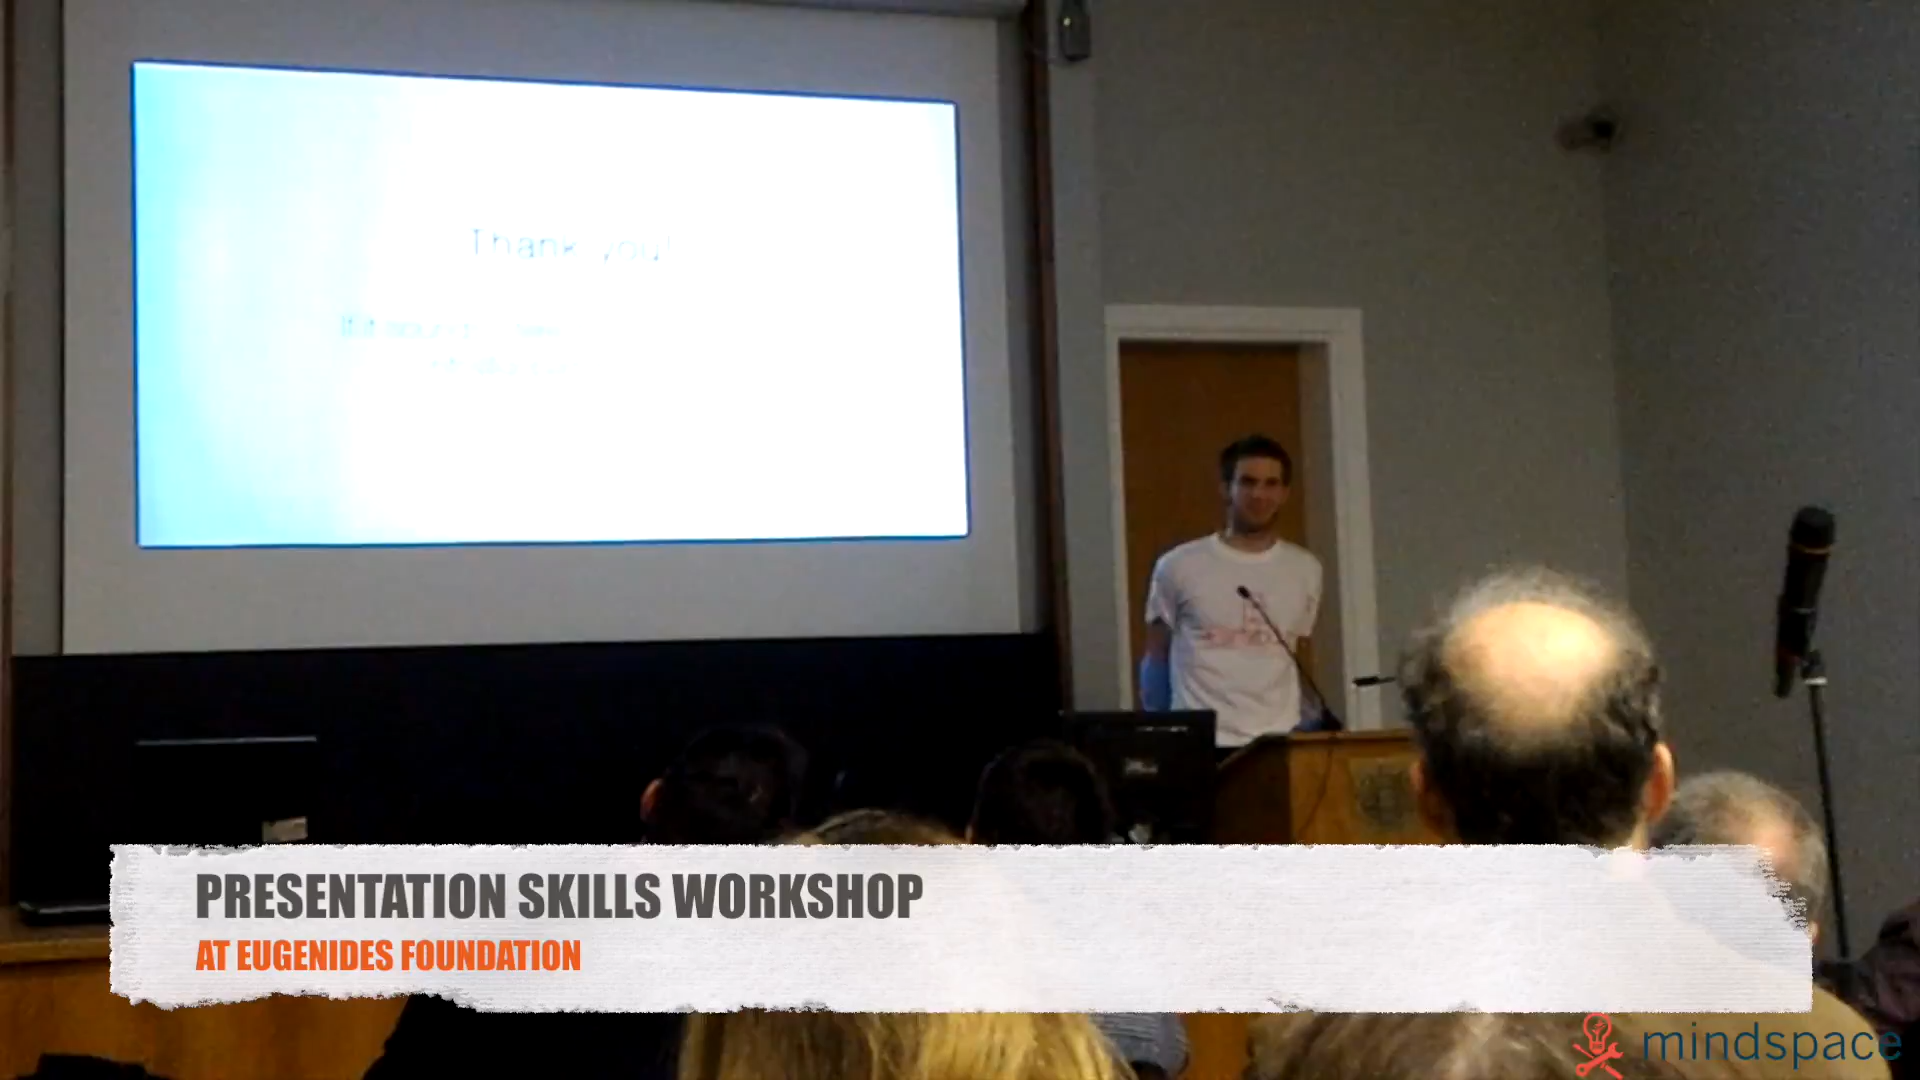 Thank you!
PRESENTATION SKILLS WORKSHOP
AT EUGENIDES FOUNDATION
mindspace